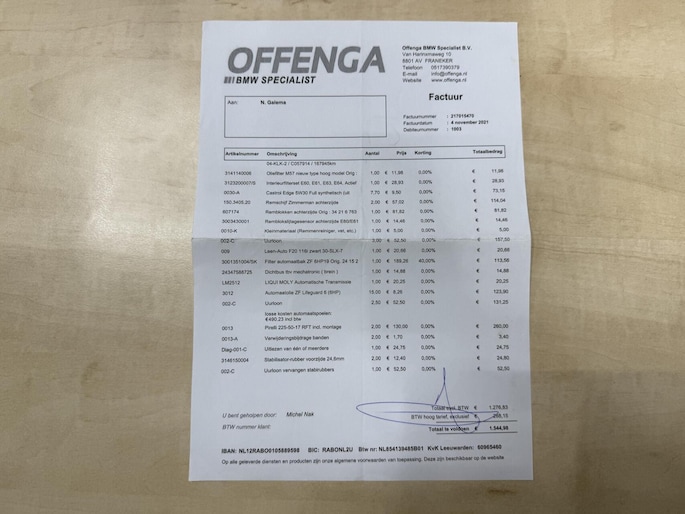 OFFENGA
BMW SPECIALIST
Offenga BMW Specialist B.V.
Van Harinxmaweg 10
8801 AV FRANEKER
Telefoon 0517390379
E-mail info@offenga.nl
Website www.offenga.nl
Factuur
Aan: N. Galema
Factuurnummer : 217015470
Factuurdatum : 4 november 2021
Debiteurnummer : 1003
Artikelnummer Omschrijving Aantal Prijs Korting Totaalbedrag
04-KLX-2 / C057914 / 187940km
3141140006 Oliefilter M57 nieuw type hoog model Orig 1,00 € 11,98 0,00% € 11,98
3123200007/S Interieurfilterset E60, E61, E63, E64, Actief 1,00 € 28,93 0,00% € 28,93
0030-A Castrol Edge 5W30 Full synthetisch (uit 7,70 € 9,50 0,00% € 73,15
150.3405.20 Remschijf Zimmerman achterzijde 2,00 € 57,02 0,00% € 114,04
607174 Remblokken achterzijde Orig : 34 21 6 763 1,00 € 61,82 0,00% € 61,82
3003430001 Remblokslijtagesensor achterzijde E60/E61 1,00 € 14,46 0,00% € 14,46
0010-K Kleinmateriaal (Remmenreiniger, vet, etc.) 1,00 € 5,00 0,00% € 5,00
002-C Uurloon 3,00 € 52,50 0,00% € 157,50
009 Leen-Auto F20 116i zwart 30-SLX-7 1,00 € 20,66 0,00% € 20,66
3001351004/SK Filter automaatbak ZF 6HP19 Orig. 24 15 2 1,00 € 189,26 40,00% € 113,56
24347588725 Dichtbus tbv mechatronic ( brein ) 1,00 € 14,88 0,00% € 14,88
LM2512 LIQUI MOLY Automatische Transmissie 1,00 € 20,25 0,00% € 20,25
3012 Automaatolie ZF Lifeguard 6 (6HP) 15,00 € 8,26 0,00% € 123,90
002-C Uurloon 2,50 € 52,50 0,00% € 131,25
losse kosten automaatspoelen:
€490,23 incl btw
0013 Pirelli 225-50-17 RFT incl. montage 2,00 € 130,00 0,00% € 260,00
0013-A Verwijderingsbijdrage banden 2,00 € 1,70 0,00% € 3,40
Diag-001-C Uitlezen van één of meerdere 1,00 € 24,75 0,00% € 24,75
3146150004 Stabilisator-rubber voorzijde 24,6mm 2,00 € 12,40 0,00% € 24,80
002-C Uurloon vervangen stabirubbers 1,00 € 52,50 0,00% € 52,50
Totaal excl. BTW € 1.276,83
BTW hoog tarief, exclusief € 268,15
Totaal te voldoen € 1.544,98
U bent geholpen door: Michel Nak
BTW nummer klant:
IBAN: NL12RABO0105889598 BIC: RABONL2U Btw nr: NL854139485B01 KvK Leeuwarden: 60965460
Op alle geleverde diensten en producten zijn onze algemene voorwaarden van toepassing. Deze zijn beschikbaar op de website